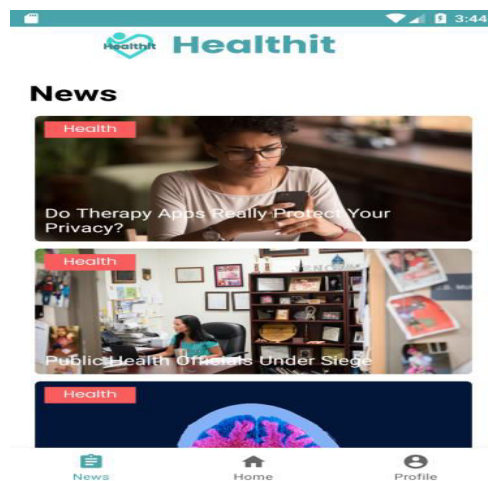 3:44
Healthit
Healthit
News
Health
Do Therapy Apps Really Protect Your
Privacy?
Health
Public Health Officials Under Siege
Health
News
Home
Profile